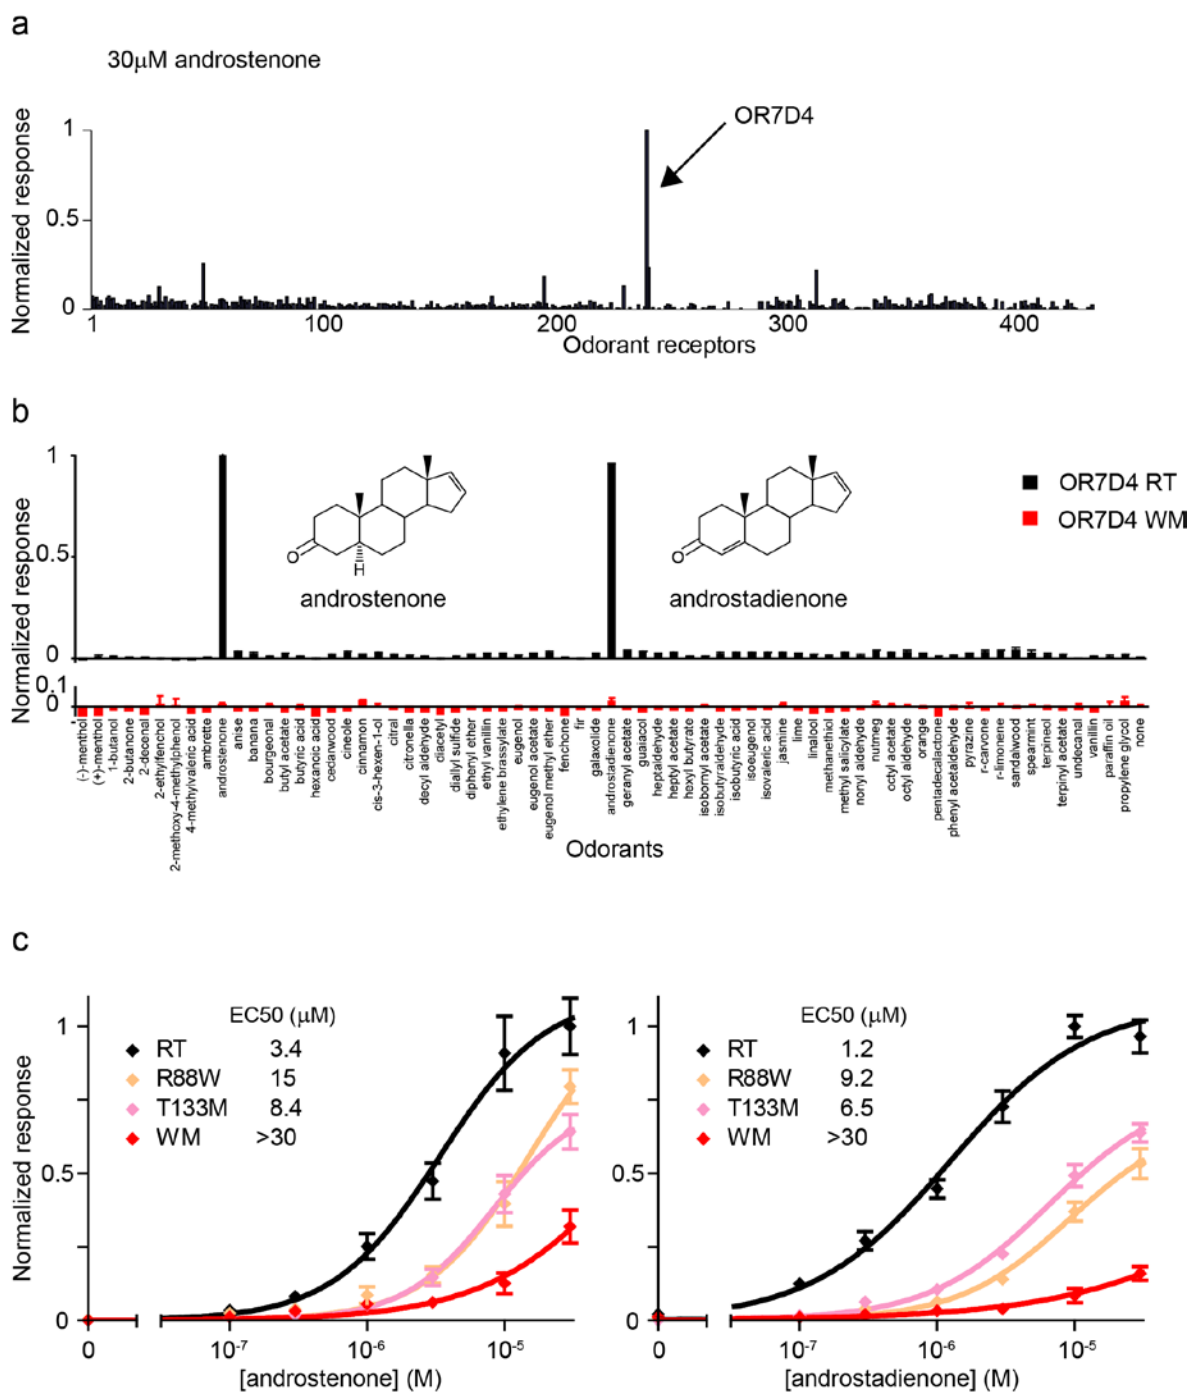 a
30µM androstenone
OR7D4
Normalized response
1
0.5
0
1 100 200 300 400
Odorant receptors
b
Normalized response
1
0.5
0
0.1
0
OR7D4 RT
OR7D4 WM
O
H
androstenone
O
androstadienone
(-)-menthol
(+)-menthol
1-butanol
2-butanone
2-decenal
2-ethylfenchol
2-methoxy-4-methylphenol
4-methylvaleric acid
ambrette
androstenone
anise
banana
bourgeonal
butyl acetate
butyric acid
hexanoic acid
cedarwood
cineole
cinnamon
cis-3-hexen-1-ol
citral
citronella
decyl aldehyde
diacetyl
diallyl sulfide
diphenyl ether
ethyl vanillin
ethylene brassylate
eugenol
eugenol acetate
eugenol methyl ether
fenchone
fir
galaxolide
androstadienone
geranyl acetate
guaiacol
heptaldehyde
heptyl acetate
hexyl butyrate
isobornyl acetate
isobutyraldehyde
isobutyric acid
isoeugenol
isovaleric acid
jasmine
lime
linalool
methanethiol
methyl salicylate
nonyl aldehyde
nutmeg
octyl acetate
octyl aldehyde
orange
pentadecalactone
phenyl acetaldehyde
pyrazine
r-carvone
r-limonene
sandalwood
spearmint
terpineol
terpinyl acetate
undecanal
vanillin
paraffin oil
propylene glycol
none
Odorants
c
Normalized response
1
0.5
0
EC50 (µM)
RT 3.4
R88W 15
T133M 8.4
WM >30
0 10⁻⁷ 10⁻⁶ 10⁻⁵
[androstenone] (M)
1
0.5
0
EC50 (µM)
RT 1.2
R88W 9.2
T133M 6.5
WM >30
0 10⁻⁷ 10⁻⁶ 10⁻⁵
[androstadienone] (M)